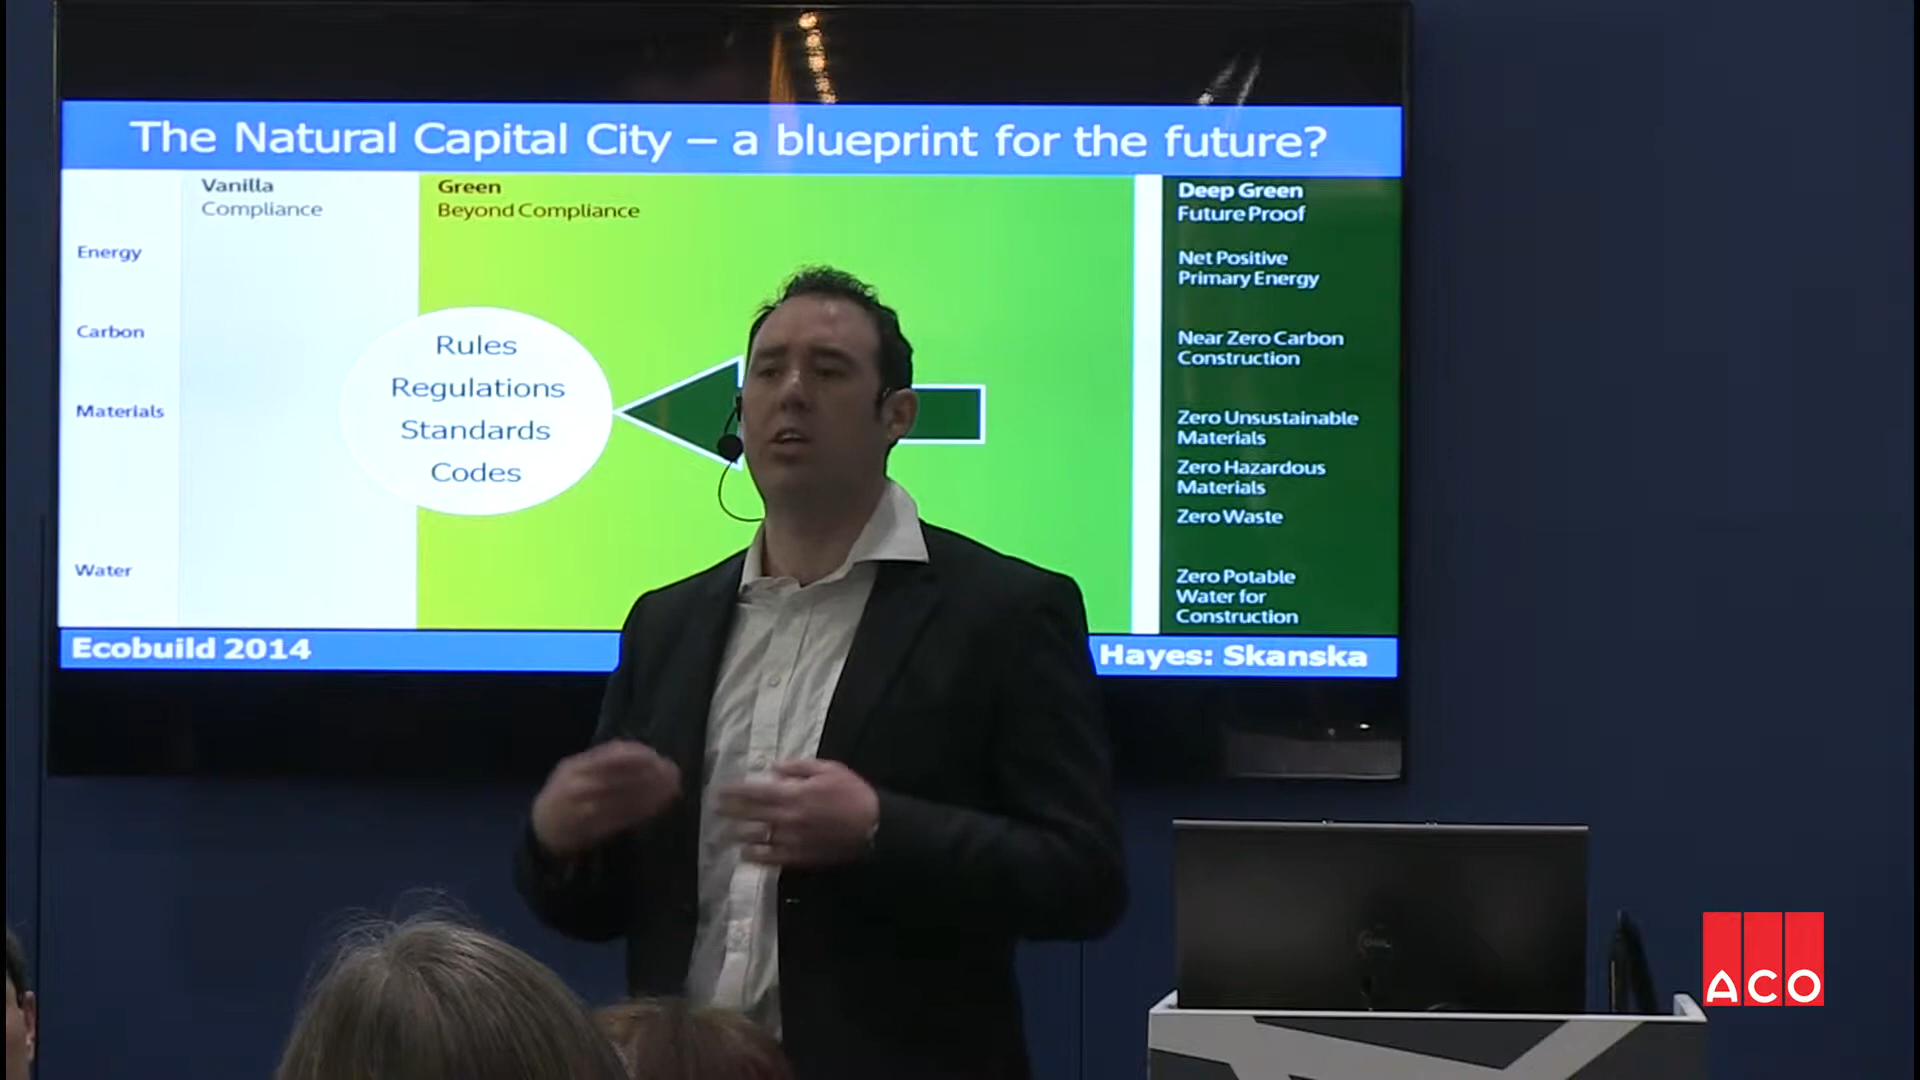 The Natural Capital City – a blueprint for the future?
Vanilla
Compliance
Green
Beyond Compliance
Deep Green
Future Proof
Energy
Net Positive
Primary Energy
Carbon
Near Zero Carbon
Construction
Rules
Regulations
Standards
Codes
Materials
Zero Unsustainable
Materials
Zero Hazardous
Materials
Zero Waste
Water
Zero Potable
Water for
Construction
Ecobuild 2014
Hayes: Skanska
DELL
ACO